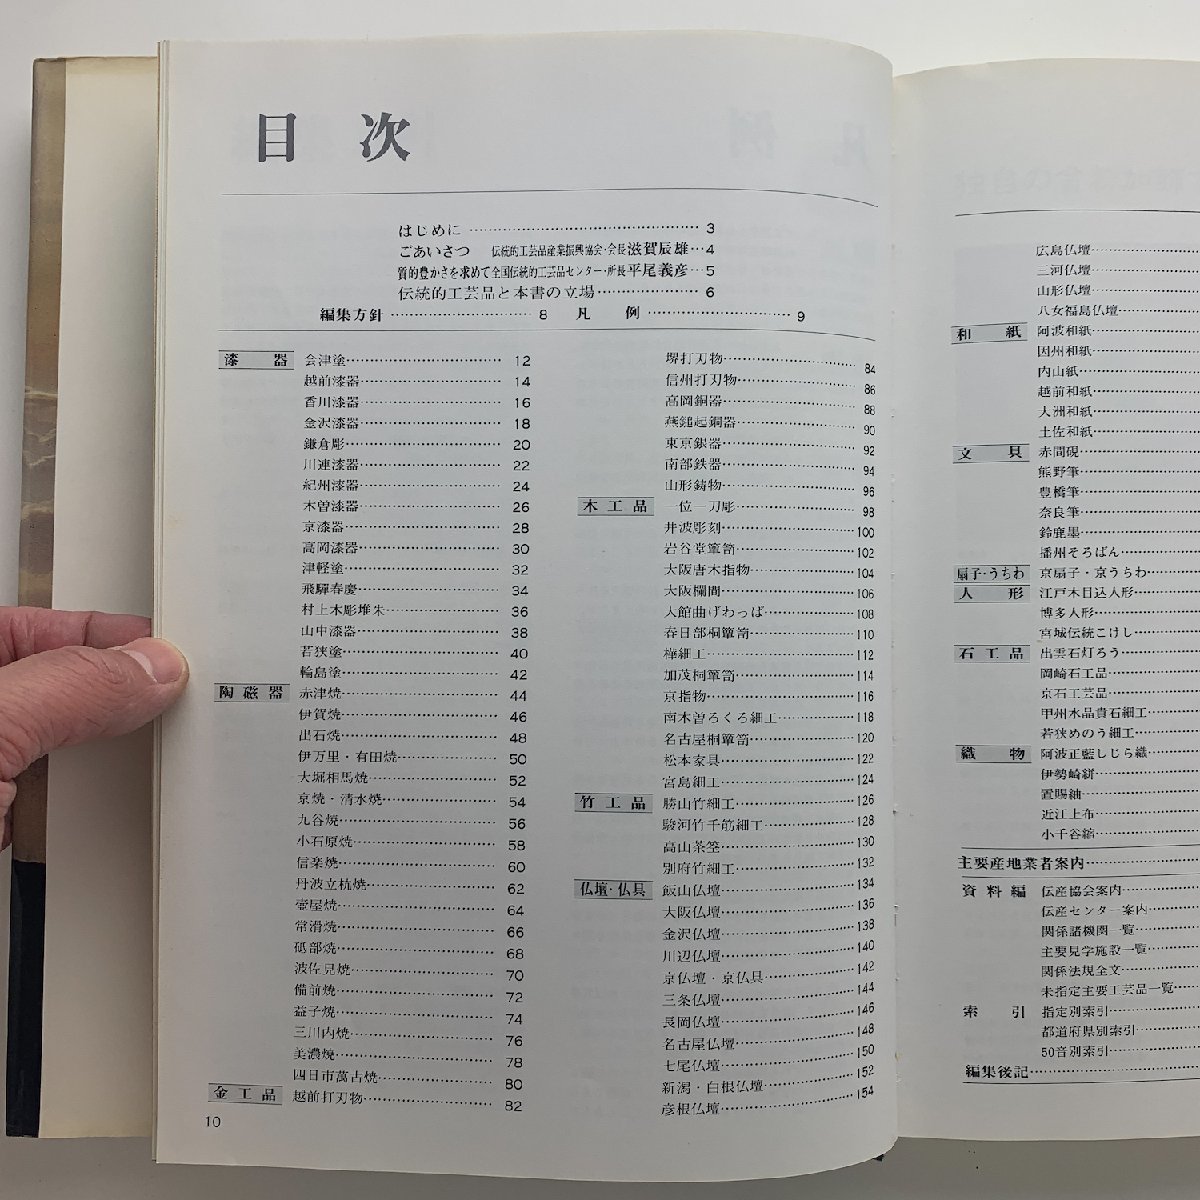 目 次
はじめに 3
ごあいさつ 伝統的工芸品産業振興協会・会長 滋賀辰雄 4
質的豊かさを求めて 全国伝統的工芸品センター・所長 平尾義彦 5
伝統的工芸品と本書の立場 6
編集方針 8 凡 例 9
漆 器 会津塗 12
越前漆器 14
香川漆器 16
金沢漆器 18
鎌倉彫 20
川連漆器 22
紀州漆器 24
木曽漆器 26
京漆器 28
高岡漆器 30
津軽塗 32
飛驒春慶 34
村上木彫堆朱 36
山中漆器 38
若狭塗 40
輪島塗 42
陶磁器 赤津焼 44
伊賀焼 46
出石焼 48
伊万里・有田焼 50
大堀相馬焼 52
京焼・清水焼 54
九谷焼 56
小石原焼 58
信楽焼 60
丹波立杭焼 62
壺屋焼 64
常滑焼 66
砥部焼 68
波佐見焼 70
備前焼 72
益子焼 74
三川内焼 76
美濃焼 78
四日市萬古焼 80
金工品 越前打刃物 82
堺打刃物 84
信州打刃物 86
高岡銅器 88
燕鎚起銅器 90
東京銀器 92
南部鉄器 94
山形鋳物 96
木工品 一位一刀彫 98
井波彫刻 100
岩谷堂簞笥 102
大阪唐木指物 104
大阪欄間 106
大館曲げわっぱ 108
春日部桐簞笥 110
樺細工 112
加茂桐簞笥 114
京指物 116
南木曽ろくろ細工 118
名古屋桐簞笥 120
松本家具 122
宮島細工 124
竹工品 勝山竹細工 126
駿河竹千筋細工 128
高山茶筌 130
別府竹細工 132
仏壇・仏具 飯山仏壇 134
大阪仏壇 136
金沢仏壇 138
川辺仏壇 140
京仏壇・京仏具 142
三条仏壇 144
長岡仏壇 146
名古屋仏壇 148
七尾仏壇 150
新潟・白根仏壇 152
彦根仏壇 154
10
広島仏壇
三河仏壇
山形仏壇
八女福島仏壇
和 紙 阿波和紙
因州和紙
内山紙
越前和紙
大洲和紙
土佐和紙
文 具 赤間硯
熊野筆
豊橋筆
奈良筆
鈴鹿墨
播州そろばん
扇子・うちわ 京扇子・京うちわ
人 形 江戸木目込人形
博多人形
宮城伝統こけし
石工品 出雲石灯ろう
岡崎石工品
京石工芸品
甲州水晶貴石細工
若狭めのう細工
織 物 阿波正藍しじら織
伊勢崎絣
置賜紬
近江上布
小千谷縮
主要産地業者案内
資料編 伝産協会案内
伝産センター案内
関係諸機関一覧
主要見学施設一覧
関係法規全文
未指定主要工芸品一覧
索 引 指定別索引
都道府県別索引
50音別索引
編集後記